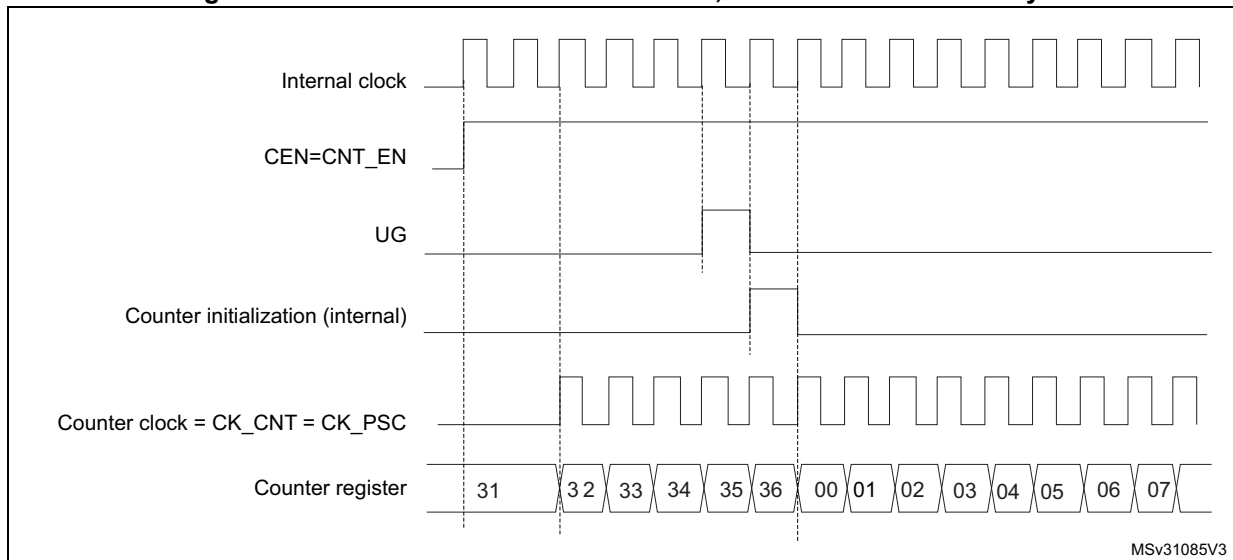 Internal clock
CEN=CNT_EN
UG
Counter initialization (internal)
Counter clock = CK_CNT = CK_PSC
Counter register 31 32 33 34 35 36 00 01 02 03 04 05 06 07
MSv31085V3